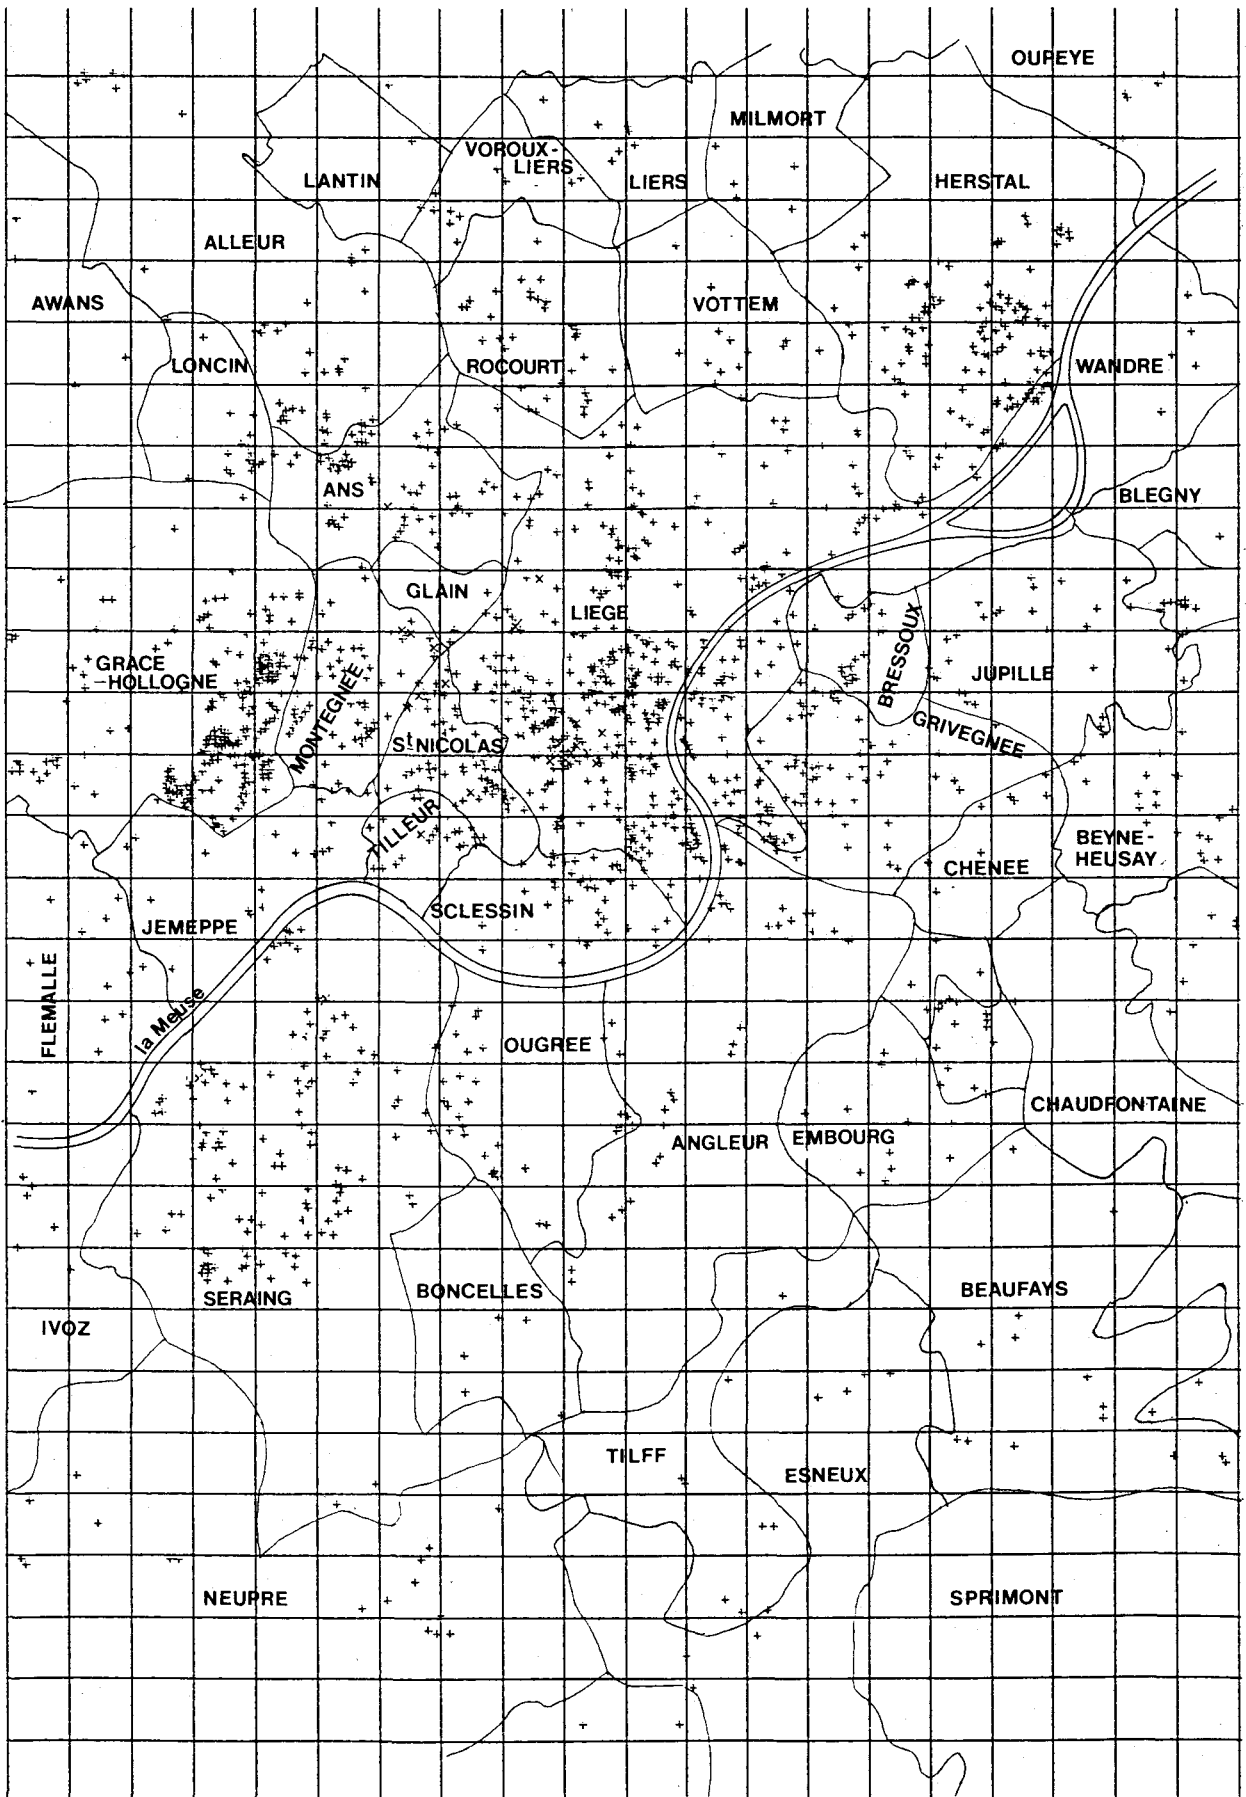 OUPEYE
MILMORT
VOROUX-
LIERS
LANTIN
LIERS
HERSTAL
ALLEUR
AWANS
VOTTEM
LONCIN
ROCOURT
WANDRE
ANS
BLEGNY
GLAIN
LIEGE
BRESSOUX
GRACE
-HOLLOGNE
JUPILLE
MONTEGNEE
GRIVEGNEE
St NICOLAS
TILLEUR
BEYNE-
HEUSAY
CHENEE
SCLESSIN
JEMEPPE
FLEMALLE
la Meuse
OUGREE
CHAUDFONTAINE
ANGLEUR
EMBOURG
BEAUFAYS
BONCELLES
SERAING
IVOZ
TILFF
ESNEUX
NEUPRE
SPRIMONT